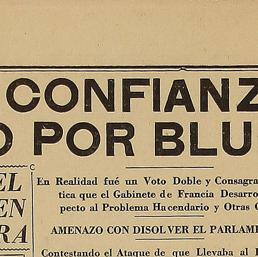 CONFIANZ
O POR BLU
EL
EN
RA
En Realidad fué un Voto Doble y Consagra
tica que el Gabinete de Francia Desarro
pecto al Problema Hacendario y Otras C
AMENAZO CON DISOLVER EL PARLAME
Contestando el Ataque de que Llevaba al I